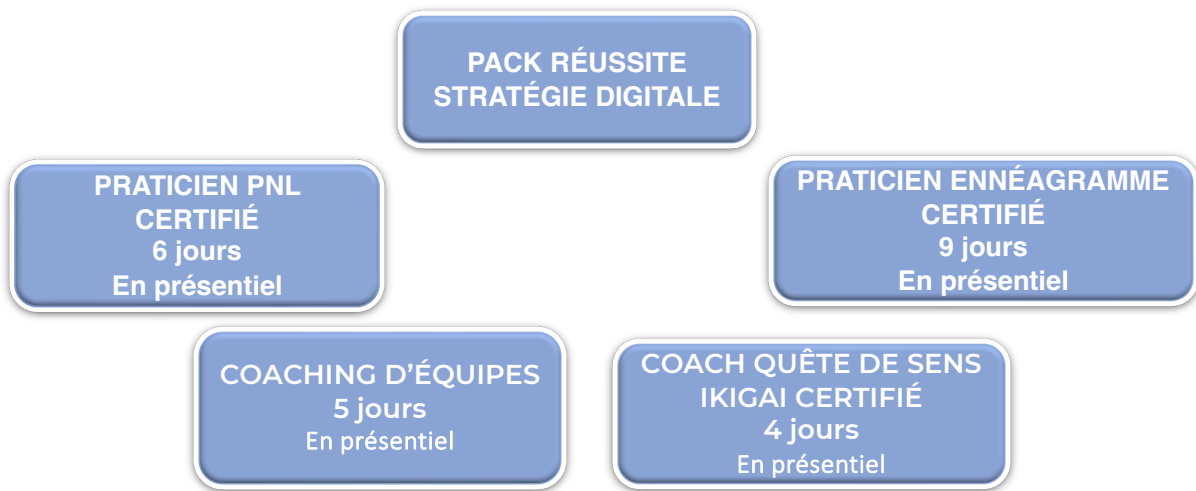 PACK RÉUSSITE
STRATÉGIE DIGITALE
PRATICIEN PNL
CERTIFIÉ
6 jours
En présentiel
PRATICIEN ENNÉAGRAMME
CERTIFIÉ
9 jours
En présentiel
COACHING D’ÉQUIPES
5 jours
En présentiel
COACH QUÊTE DE SENS
IKIGAI CERTIFIÉ
4 jours
En présentiel